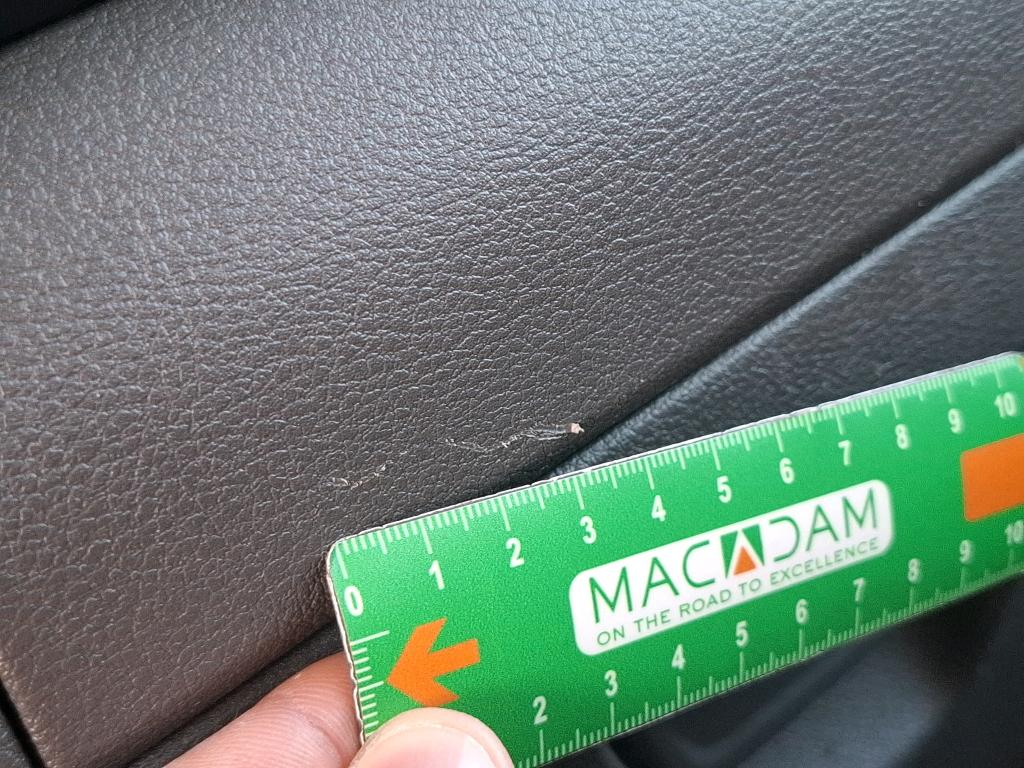 0 1 2 3 4 5 6 7 8 9 10
MACADAM
ON THE ROAD TO EXCELLENCE
2 3 4 5 6 7 8 9 10